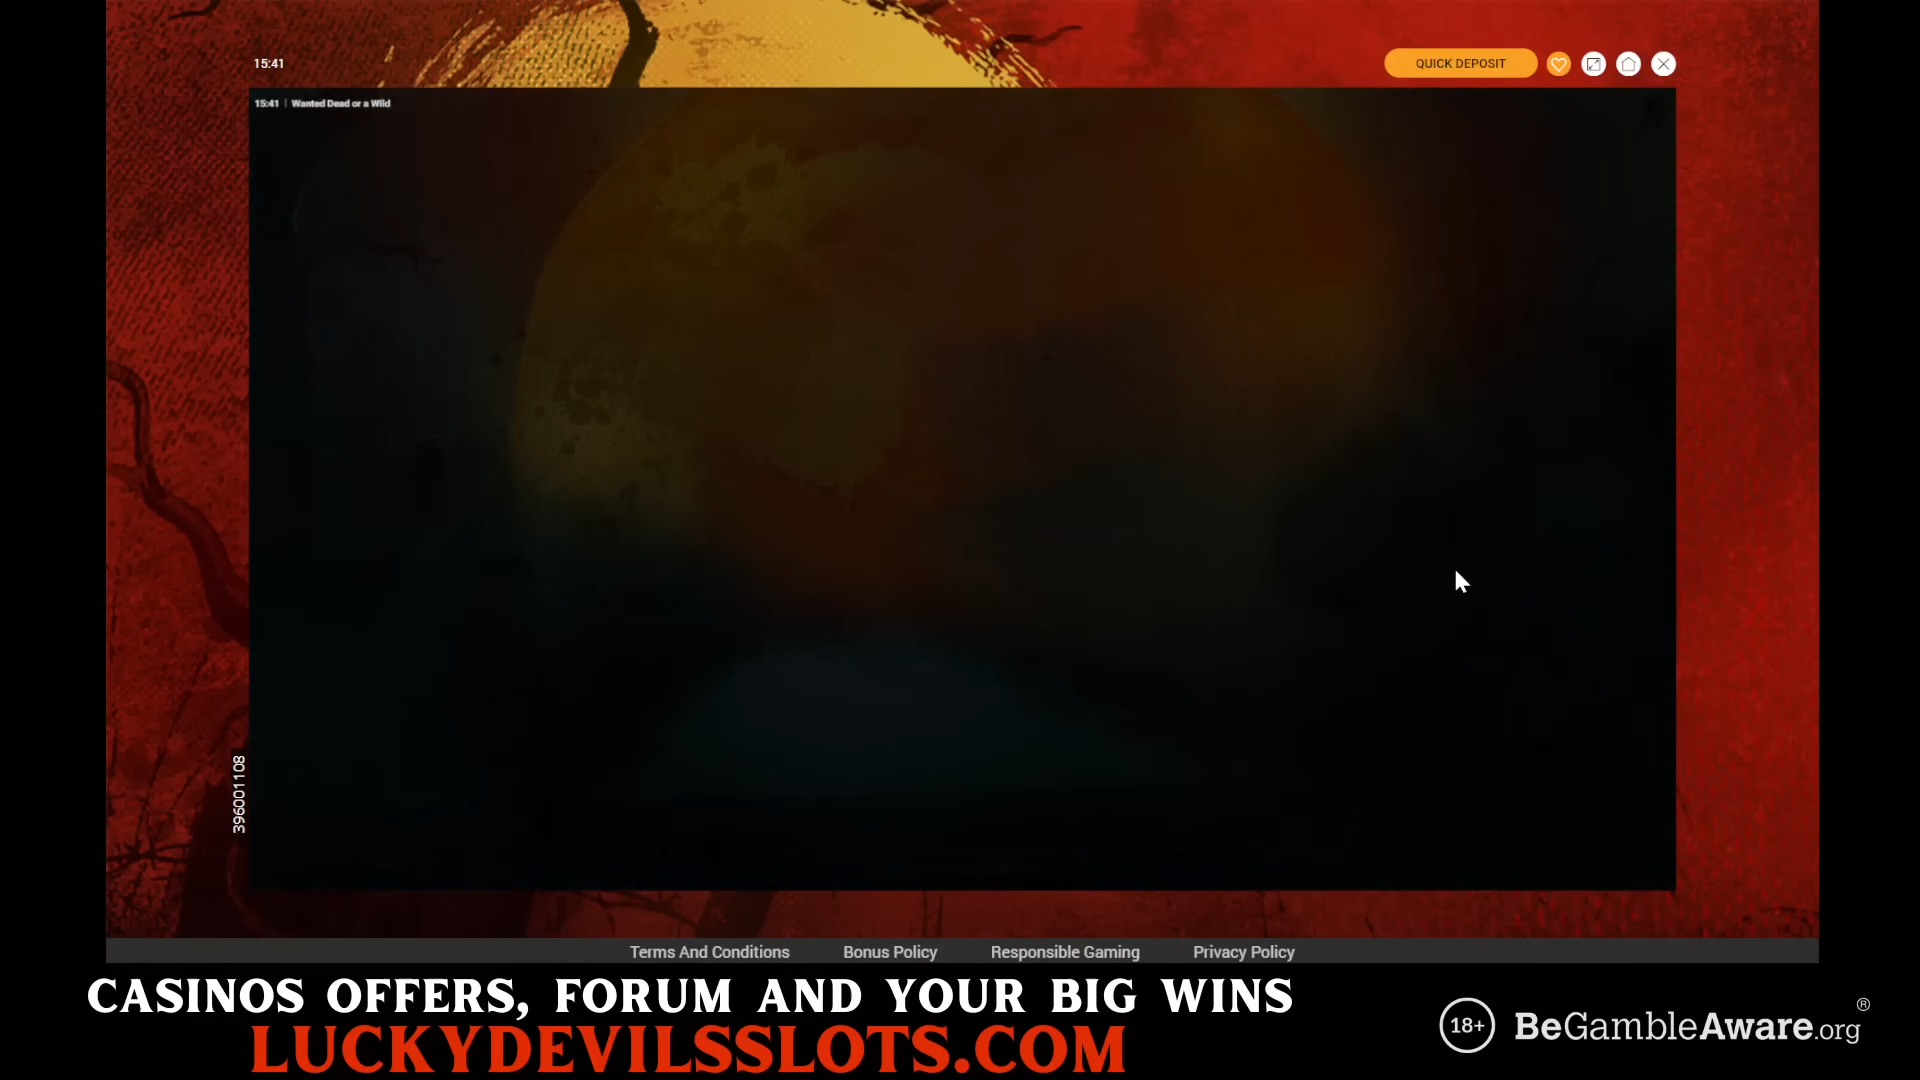 15:41
QUICK DEPOSIT
15:41 | Wanted Dead or a Wild
396001108
Terms And Conditions
Bonus Policy
Responsible Gaming
Privacy Policy
CASINOS OFFERS, FORUM AND YOUR BIG WINS
LUCKYDEVILSSLOTS.COM
18+
BeGambleAware.org®